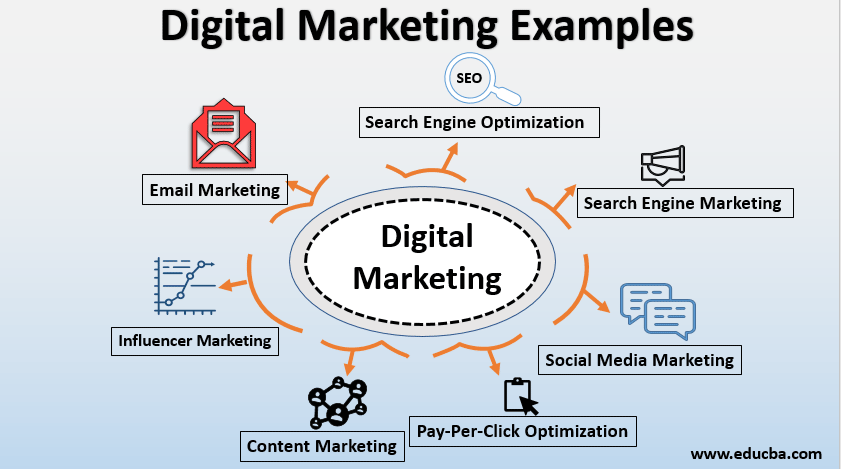 Digital Marketing Examples
SEO
Search Engine Optimization
Email Marketing
Search Engine Marketing
Digital
Marketing
Influencer Marketing
Social Media Marketing
Content Marketing
Pay-Per-Click Optimization
www.educba.com